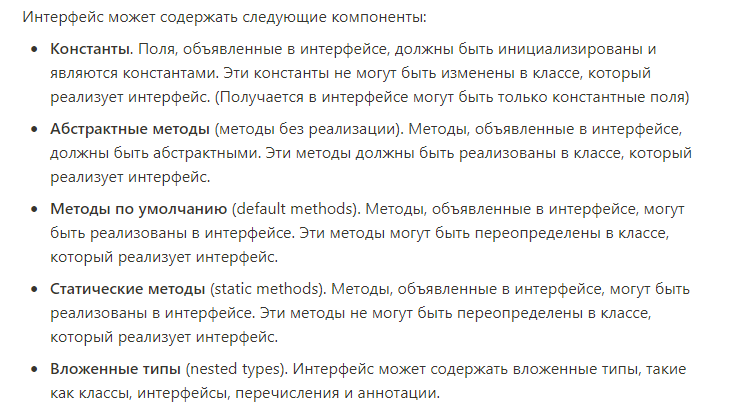 Интерфейс может содержать следующие компоненты:
• Константы. Поля, объявленные в интерфейсе, должны быть инициализированы и
являются константами. Эти константы не могут быть изменены в классе, который
реализует интерфейс. (Получается в интерфейсе могут быть только константные поля)
• Абстрактные методы (методы без реализации). Методы, объявленные в интерфейсе,
должны быть абстрактными. Эти методы должны быть реализованы в классе, который
реализует интерфейс.
• Методы по умолчанию (default methods). Методы, объявленные в интерфейсе, могут
быть реализованы в интерфейсе. Эти методы могут быть переопределены в классе,
который реализует интерфейс.
• Статические методы (static methods). Методы, объявленные в интерфейсе, могут быть
реализованы в интерфейсе. Эти методы не могут быть переопределены в классе,
который реализует интерфейс.
• Вложенные типы (nested types). Интерфейс может содержать вложенные типы, такие
как классы, интерфейсы, перечисления и аннотации.